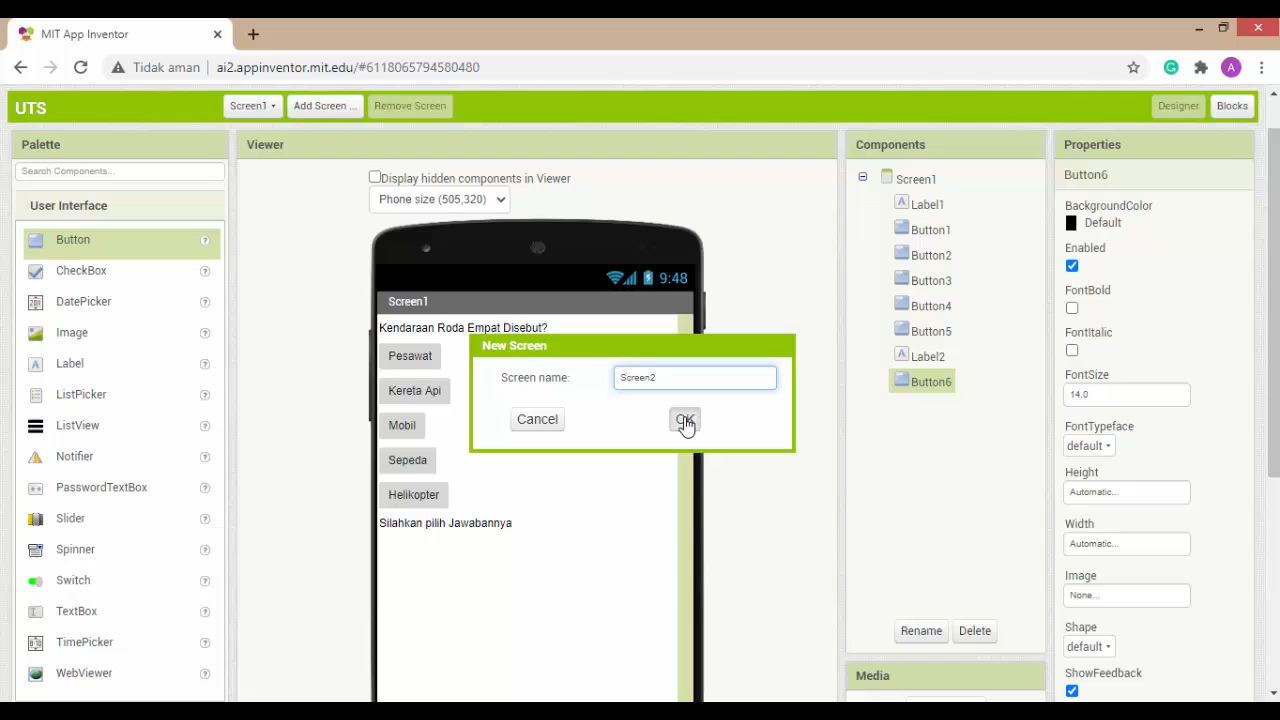 MIT App Inventor
Tidak aman
ai2.appinventor.mit.edu/#6118065794580480
A
UTS
Screen1
Add Screen ...
Remove Screen
Designer
Blocks
Palette
Search Components...
User Interface
Button
CheckBox
DatePicker
Image
Label
ListPicker
ListView
Notifier
PasswordTextBox
Slider
Spinner
Switch
TextBox
TimePicker
WebViewer
Viewer
Display hidden components in Viewer
Phone size (505,320)
9:48
Screen1
Kendaraan Roda Empat Disebut?
Pesawat
Kereta Api
Mobil
Sepeda
Helikopter
Silahkan pilih Jawabannya
New Screen
Screen name:
Screen2
Cancel
OK
Components
Screen1
Label1
Button1
Button2
Button3
Button4
Button5
Label2
Button6
Rename
Delete
Media
Properties
Button6
BackgroundColor
Default
Enabled
FontBold
FontItalic
FontSize
14.0
FontTypeface
default
Height
Automatic...
Width
Automatic...
Image
None...
Shape
default
ShowFeedback